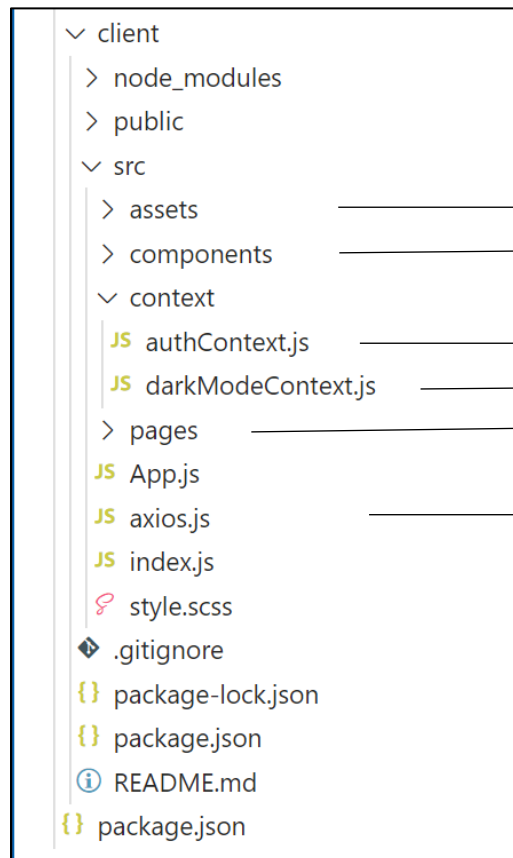 client
node_modules
public
src
assets
components
context
JS authContext.js
JS darkModeContext.js
pages
JS App.js
JS axios.js
JS index.js
style.scss
.gitignore
{} package-lock.json
{} package.json
README.md
{} package.json